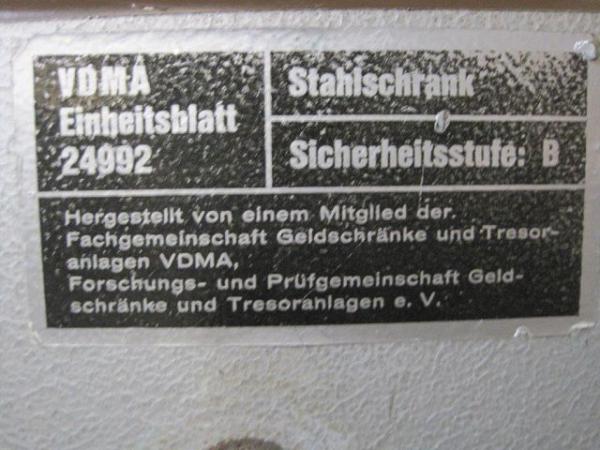 VDMA
Einheitsblatt
24992
Stahlschrank
Sicherheitsstufe: B
Hergestellt von einem Mitglied der
Fachgemeinschaft Geldschränke und Tresor-
anlagen VDMA,
Forschungs- und Prüfgemeinschaft Geld-
schränke und Tresoranlagen e. V.